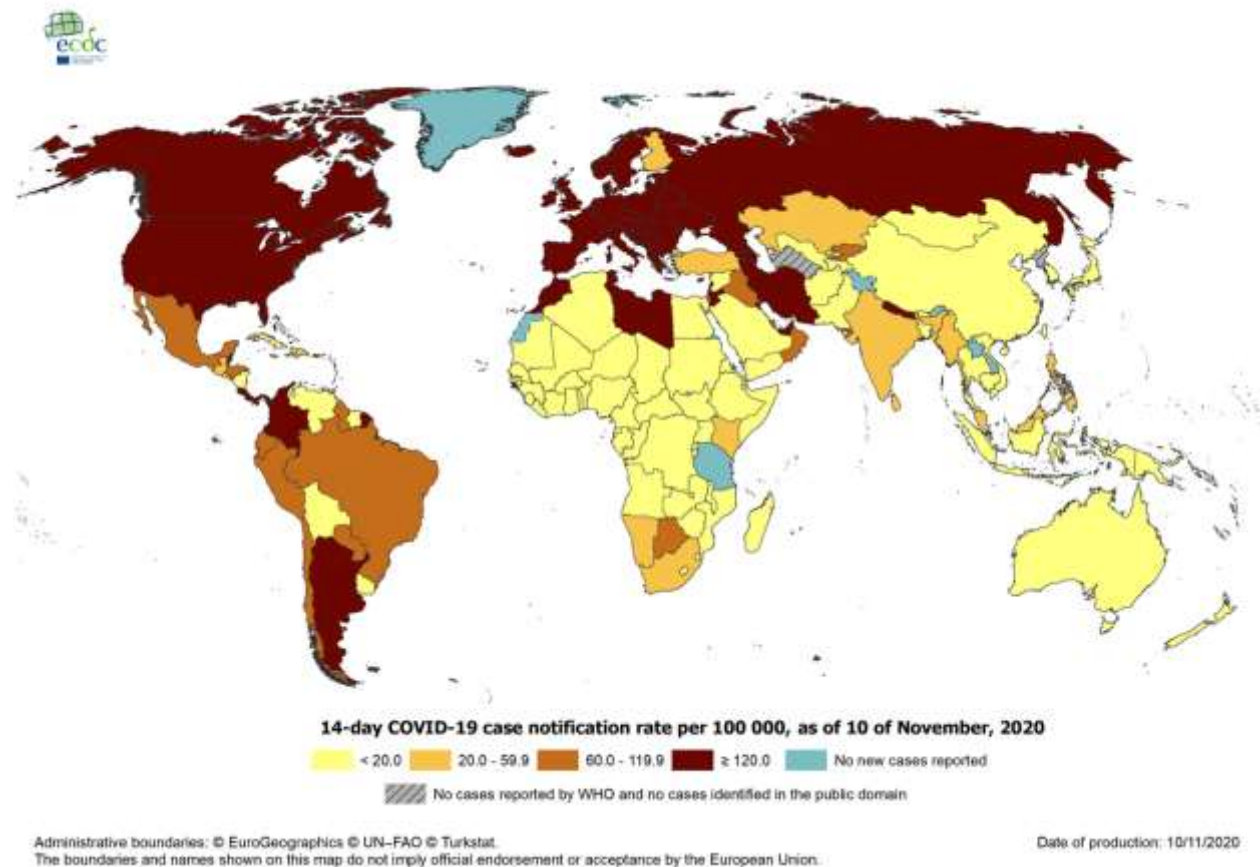 ecdc
14-day COVID-19 case notification rate per 100 000, as of 10 of November, 2020
< 20.0 20.0 - 59.9 60.0 - 119.9 ≥ 120.0 No new cases reported
No cases reported by WHO and no cases identified in the public domain
Administrative boundaries: © EuroGeographics © UN–FAO © Turkstat.
The boundaries and names shown on this map do not imply official endorsement or acceptance by the European Union.
Date of production: 10/11/2020